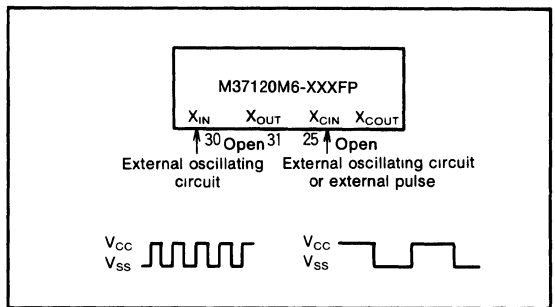 M37120M6-XXXFP
XIN XOUT XCIN XCOUT
30 Open 31 25 Open
External oscillating circuit
External oscillating circuit or external pulse
VCC
VSS
VCC
VSS